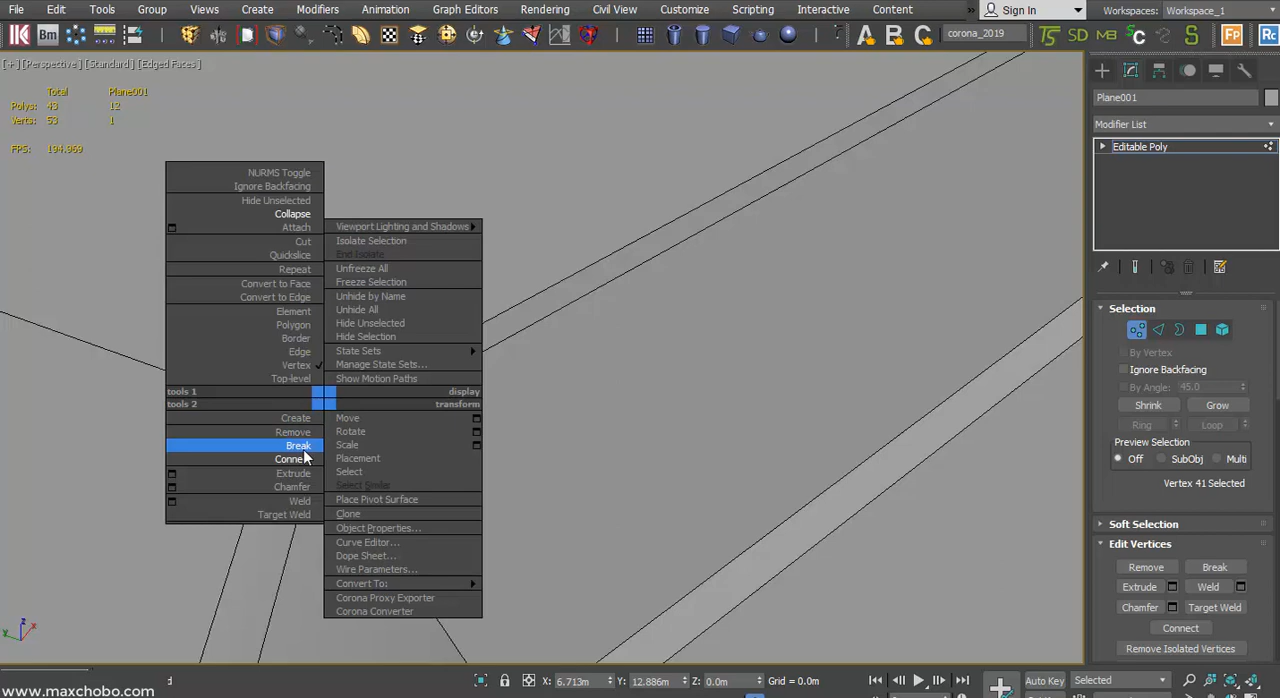 File Edit Tools Group Views Create Modifiers Animation Graph Editors Rendering Civil View Customize Scripting Interactive Content » Sign In Workspaces: Workspace_1
Bm corona_2019 SD MB C S Fp Rc
[+] [Perspective] [Standard] [Edged Faces]
Total Plane001
Polys: 43 12
Verts: 53 1
FPS: 194.969
NURMS Toggle
Ignore Backfacing
Hide Unselected
Collapse
Attach
Cut
Quickslice
Repeat
Convert to Face
Convert to Edge
Element
Polygon
Border
Edge
Vertex
Top-level
tools 1
tools 2
Create
Remove
Break
Extrude
Chamfer
Weld
Target Weld
Viewport Lighting and Shadows
Isolate Selection
End Isolate
Unfreeze All
Freeze Selection
Unhide by Name
Unhide All
Hide Unselected
Hide Selection
State Sets
Manage State Sets...
Show Motion Paths
display
transform
Move
Rotate
Scale
Placement
Select
Select Similar
Place Pivot Surface
Clone
Object Properties...
Curve Editor...
Dope Sheet...
Wire Parameters...
Convert To:
Corona Proxy Exporter
Corona Converter
Plane001
Modifier List
Editable Poly
Selection
By Vertex
Ignore Backfacing
By Angle: 45.0
Shrink Grow
Ring Loop
Preview Selection
Off SubObj Multi
Vertex 41 Selected
Soft Selection
Edit Vertices
Remove Break
Extrude Weld
Chamfer Target Weld
Connect
Remove Isolated Vertices
d X: 6.713m Y: 12.886m Z: 0.0m Grid = 0.0m Auto Key Selected
www.maxchobo.com